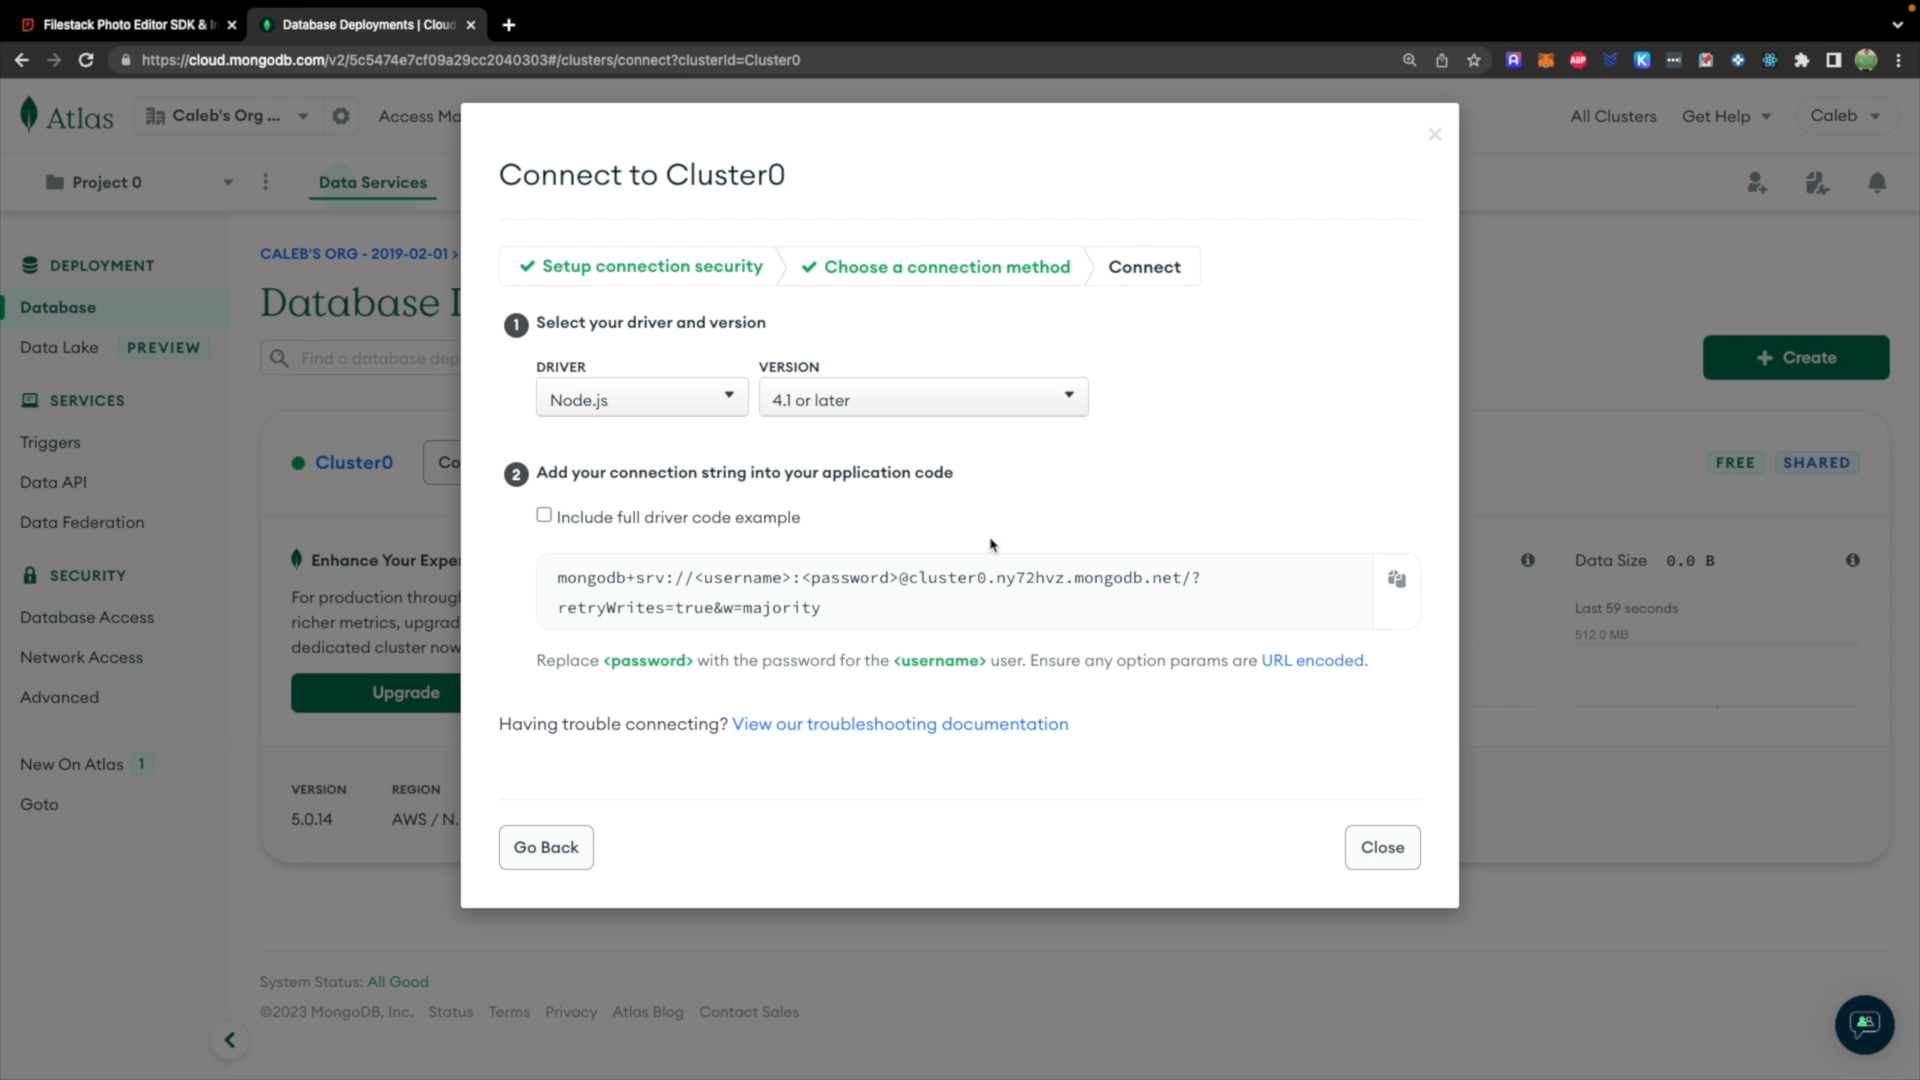 Filestack Photo Editor SDK & I
Database Deployments | Cloud
https://cloud.mongodb.com/v2/5c5474e7cf09a29cc2040303#/clusters/connect?clusterId=Cluster0
A
ABP
K
Atlas
Caleb's Org ...
Access Ma
All Clusters
Get Help
Caleb
Project 0
Data Services
DEPLOYMENT
Database
Data Lake PREVIEW
SERVICES
Triggers
Data API
Data Federation
SECURITY
Database Access
Network Access
Advanced
New On Atlas 1
Goto
CALEB'S ORG - 2019-02-01 >
Database D
Find a database dep
Create
Cluster0
Co
FREE SHARED
Enhance Your Exper
For production through
richer metrics, upgrad
dedicated cluster now
Upgrade
Data Size 0.0 B
Last 59 seconds
512.0 MB
VERSION REGION
5.0.14 AWS / N.
Connect to Cluster0
Setup connection security
Choose a connection method
Connect
1 Select your driver and version
DRIVER VERSION
Node.js 4.1 or later
2 Add your connection string into your application code
Include full driver code example
mongodb+srv://<username>:<password>@cluster0.ny72hvz.mongodb.net/?
retryWrites=true&w=majority
Replace <password> with the password for the <username> user. Ensure any option params are URL encoded.
Having trouble connecting? View our troubleshooting documentation
Go Back
Close
System Status: All Good
©2023 MongoDB, Inc. Status Terms Privacy Atlas Blog Contact Sales